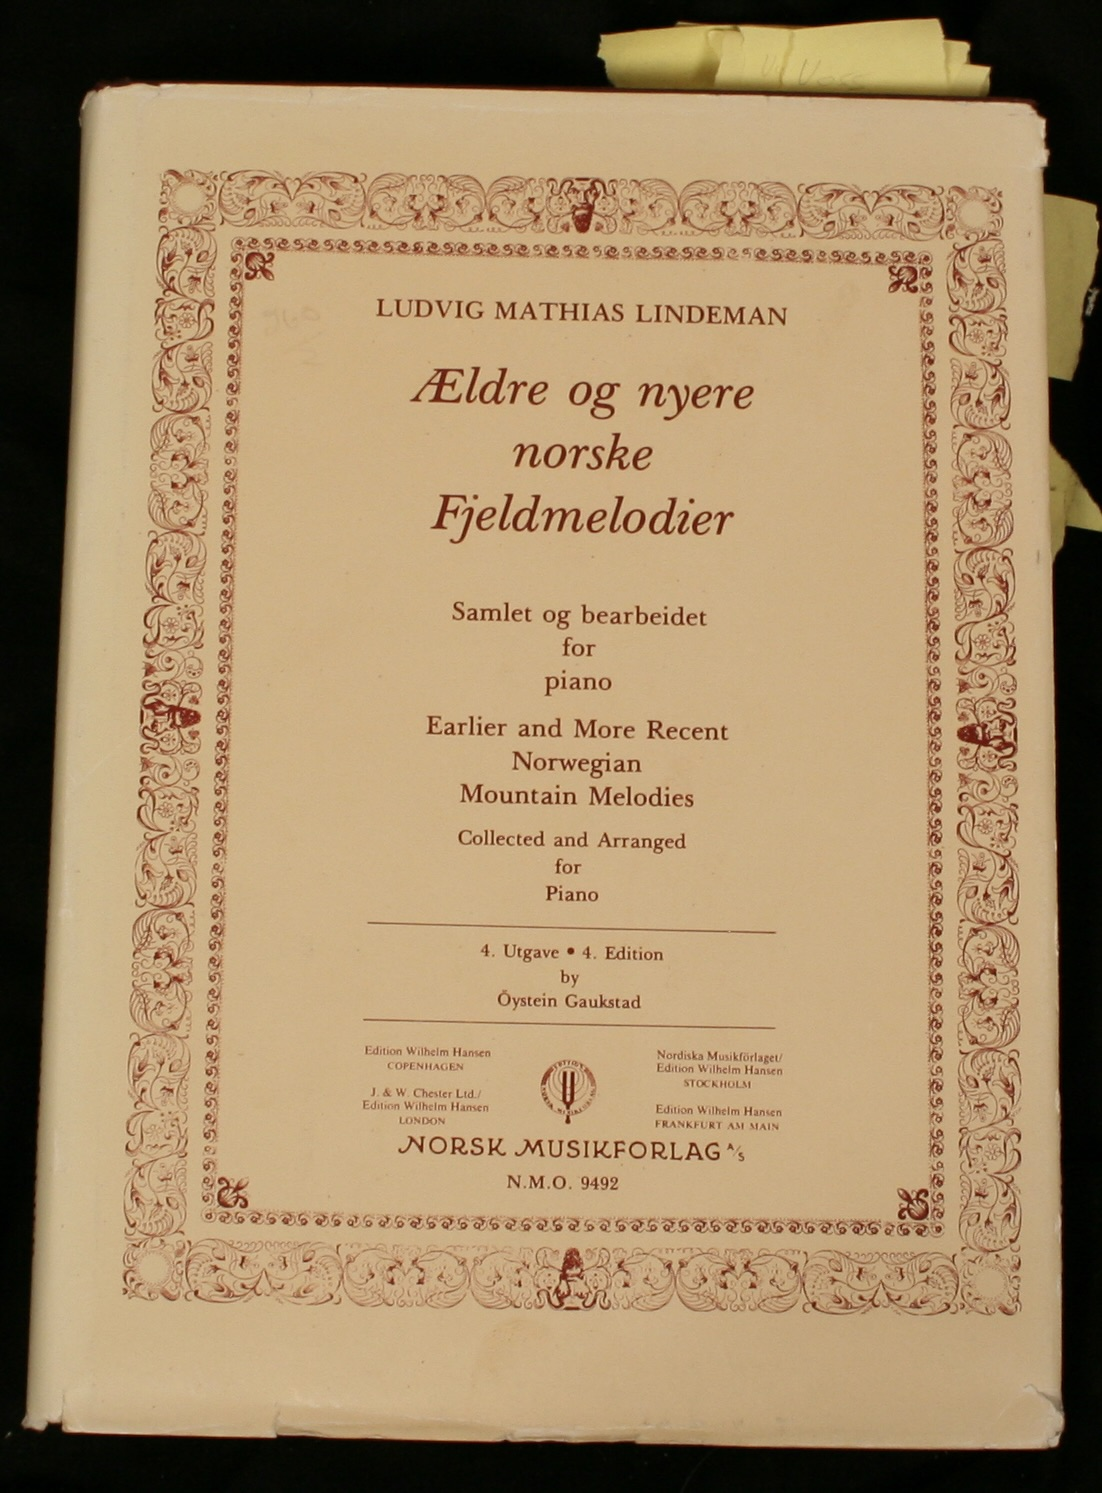 Voss
LUDVIG MATHIAS LINDEMAN
Ældre og nyere
norske
Fjeldmelodier
Samlet og bearbeidet
for
piano
Earlier and More Recent
Norwegian
Mountain Melodies
Collected and Arranged
for
Piano
4. Utgave • 4. Edition
by
Öystein Gaukstad
Edition Wilhelm Hansen
COPENHAGEN
J. & W. Chester Ltd./
Edition Wilhelm Hansen
LONDON
Nordiska Musikförlaget/
Edition Wilhelm Hansen
STOCKHOLM
Edition Wilhelm Hansen
FRANKFURT AM MAIN
NORSK MUSIKFORLAG A/S
N.M.O. 9492